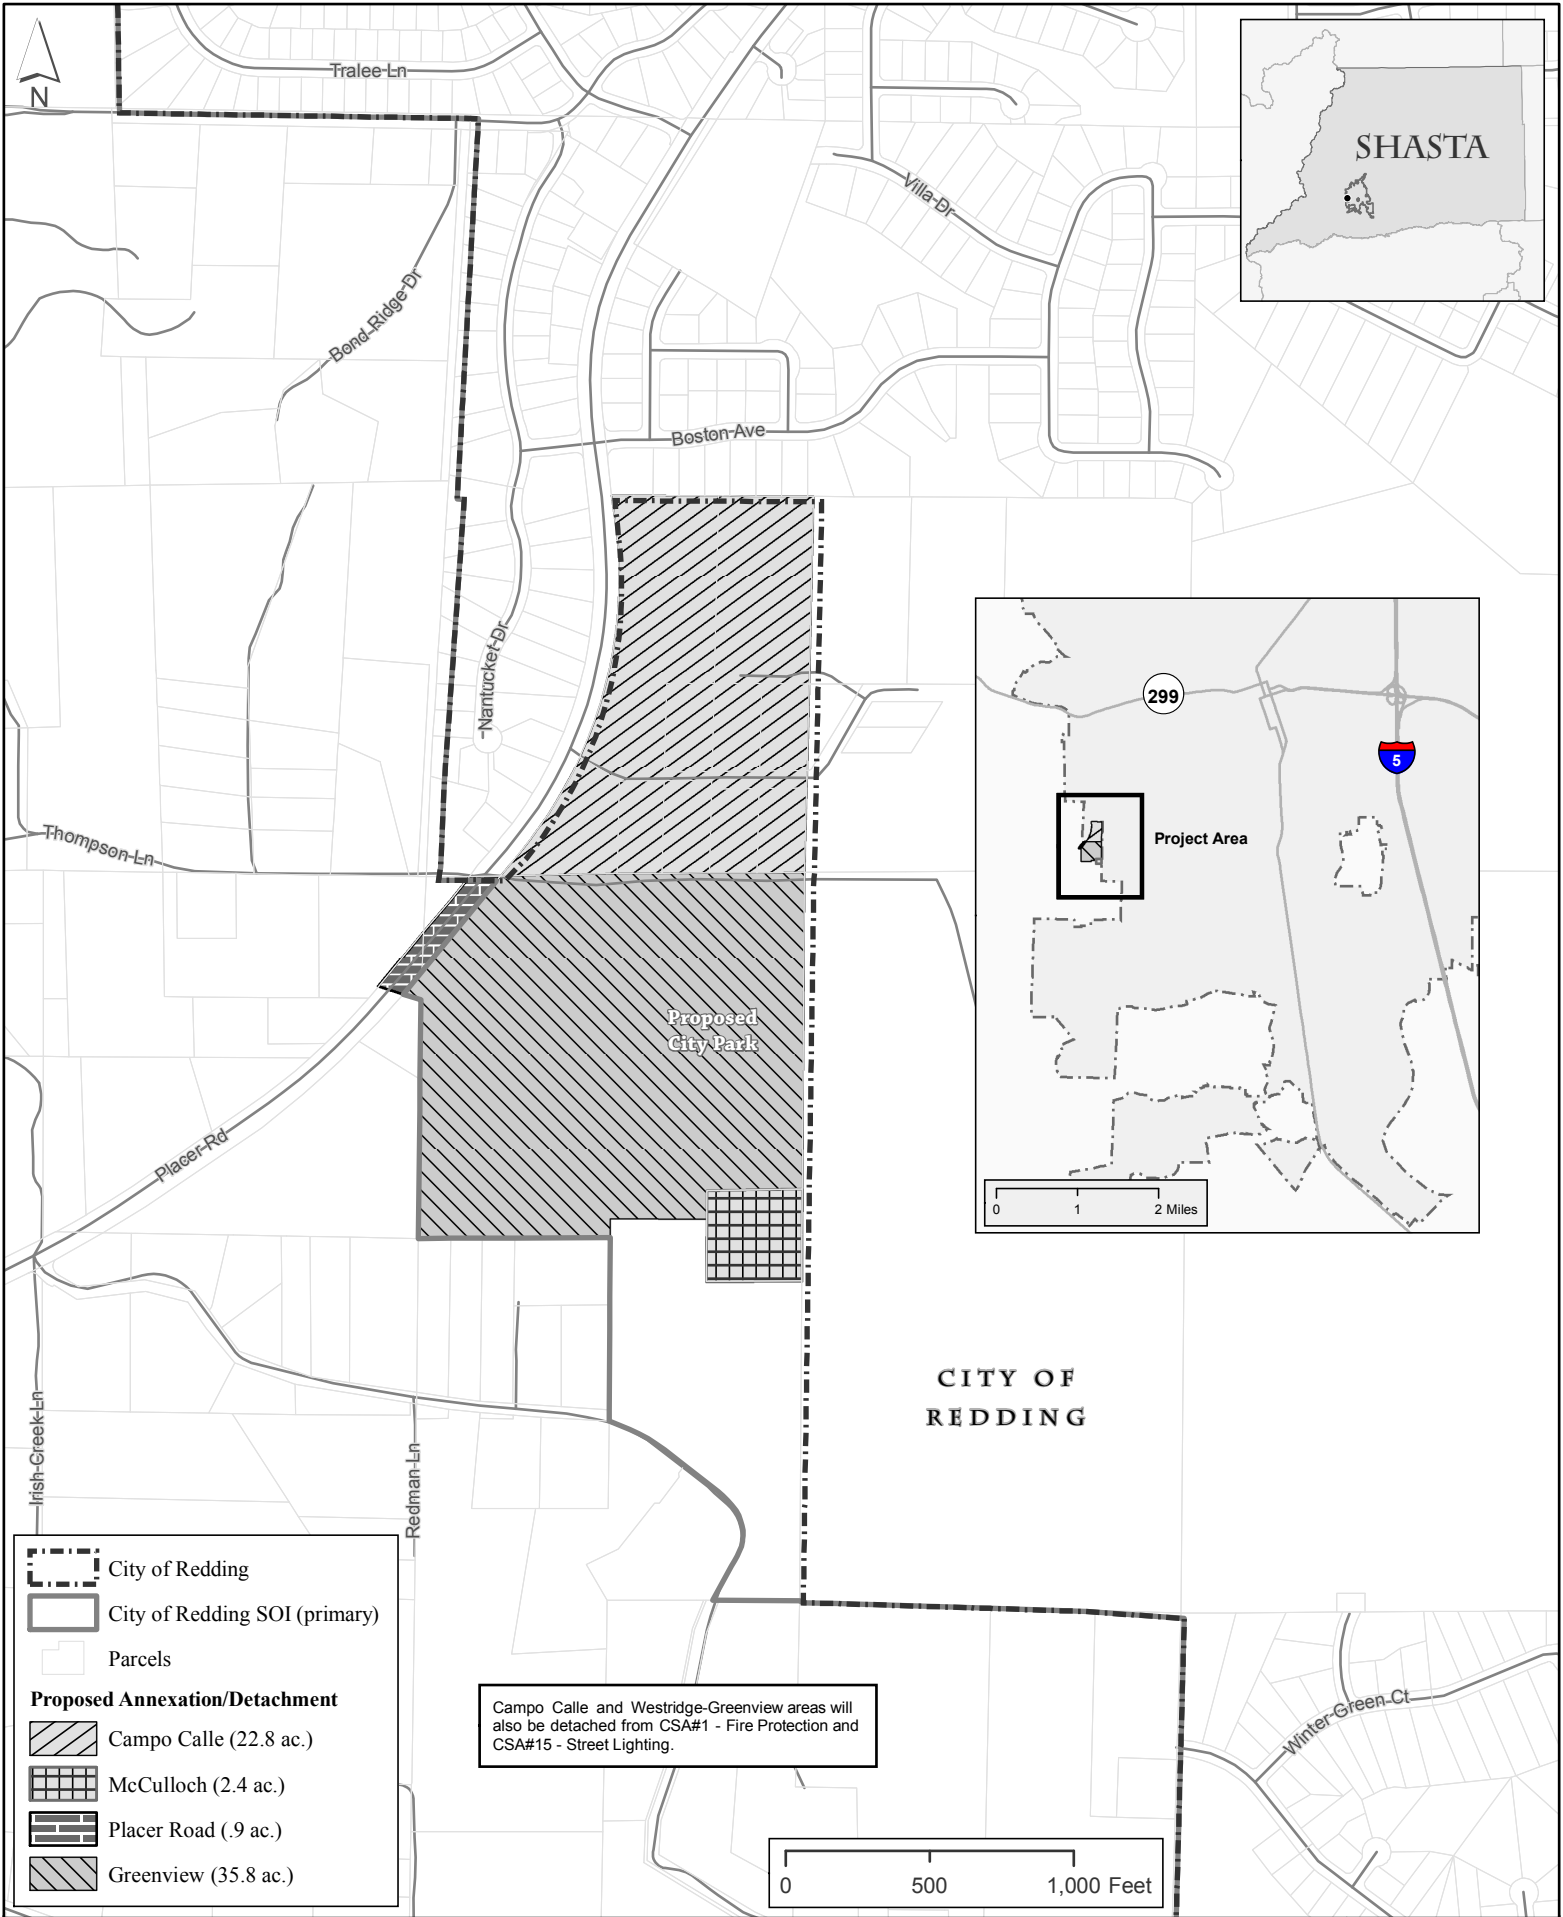 Tralee Ln
N
SHASTA
Villa Dr
Bond Ridge Dr
Boston Ave
Nantucket Dr
299
5
Project Area
Thompson Ln
Proposed
City Park
Placer Rd
0 1 2 Miles
CITY OF
REDDING
Irish Creek Ln
Redman Ln
City of Redding
City of Redding SOI (primary)
Parcels
Proposed Annexation/Detachment
Campo Calle (22.8 ac.)
McCulloch (2.4 ac.)
Placer Road (.9 ac.)
Greenview (35.8 ac.)
Campo Calle and Westridge-Greenview areas will
also be detached from CSA#1 - Fire Protection and
CSA#15 - Street Lighting.
Winter Green Ct
0 500 1,000 Feet